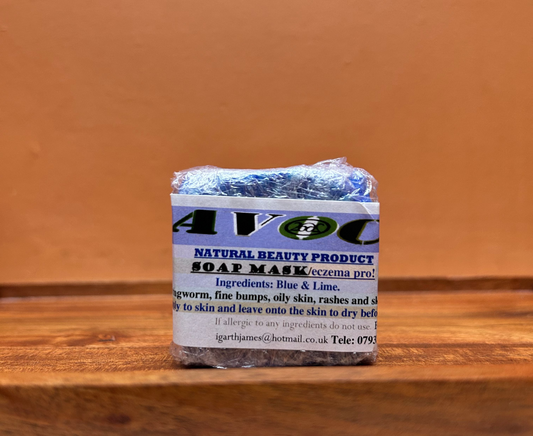 AVOC
NATURAL BEAUTY PRODUCT
SOAP MASK/eczema pro!
Ingredients: Blue & Lime.
ngworm, fine bumps, oily skin, rashes and sk
ly to skin and leave onto the skin to dry befo
If allergic to any ingredients do not use.
igarthjames@hotmail.co.uk Tele: 0793